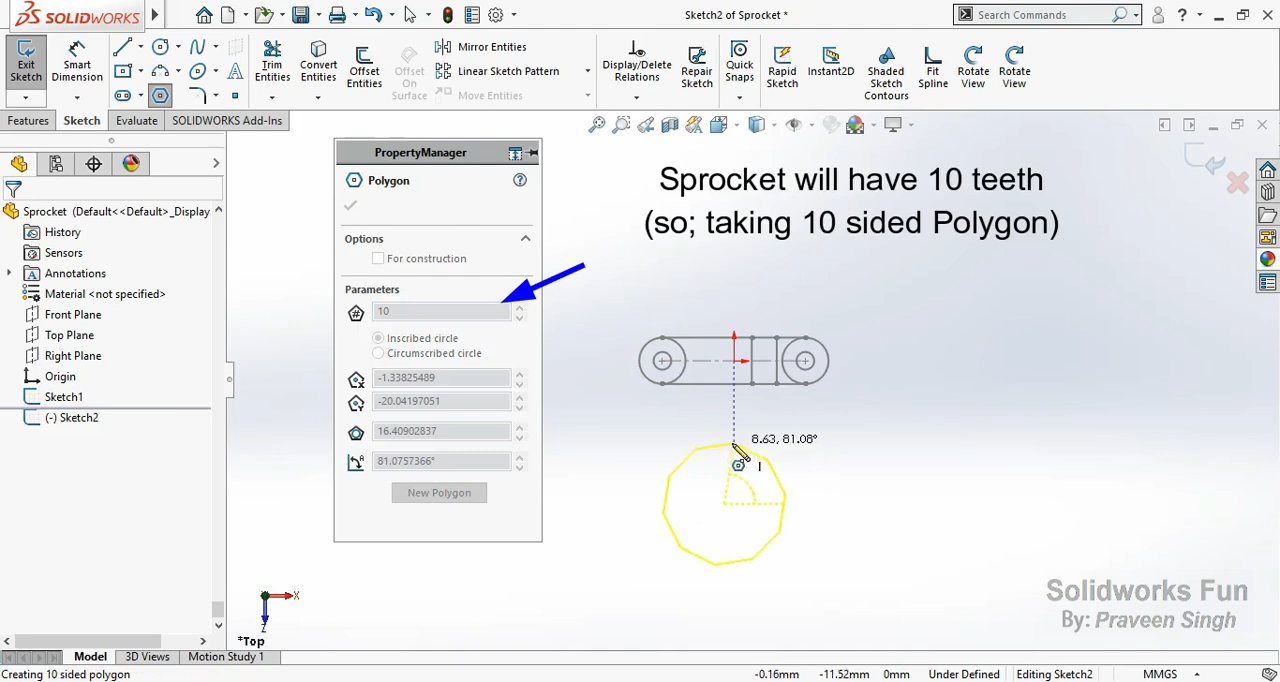 SOLIDWORKS
Sketch2 of Sprocket *
Search Commands
?
Exit Sketch
Smart Dimension
Trim Entities
Convert Entities
Offset Entities
Offset On Surface
Mirror Entities
Linear Sketch Pattern
Move Entities
Display/Delete Relations
Repair Sketch
Quick Snaps
Rapid Sketch
Instant2D
Shaded Sketch Contours
Fit Spline
Rotate View
Rotate View
Features
Sketch
Evaluate
SOLIDWORKS Add-Ins
PropertyManager
Polygon
?
Options
For construction
Parameters
10
Inscribed circle
Circumscribed circle
-1.33825489
-20.04197051
16.40902837
81.0757366°
New Polygon
Sprocket (Default<<Default>_Display
History
Sensors
Annotations
Material <not specified>
Front Plane
Top Plane
Right Plane
Origin
Sketch1
(-) Sketch2
Sprocket will have 10 teeth
(so; taking 10 sided Polygon)
8.63, 81.08°
X
Z
*Top
Solidworks Fun
By: Praveen Singh
Model
3D Views
Motion Study 1
Creating 10 sided polygon
-0.16mm
-11.52mm
0mm
Under Defined
Editing Sketch2
MMGS